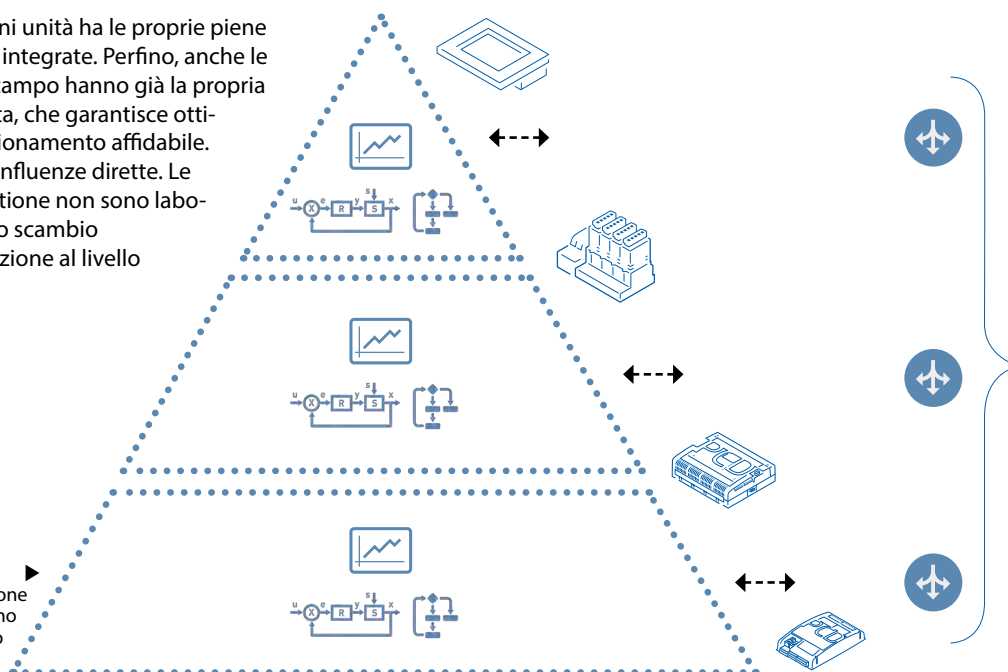 ni unità ha le proprie piene
integrate. Perfino, anche le
campo hanno già la propria
ta, che garantisce otti-
ionamento affidabile.
nfluenze dirette. Le
tione non sono labo-
o scambio
zione al livello
u X e R y s S x
u X e R y s S x
one
no
o
u X e R y s S x